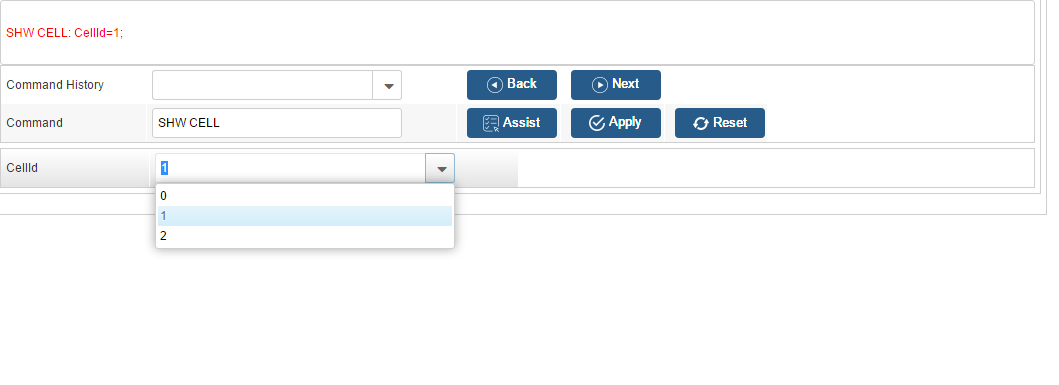 SHW CELL: CellId=1;
Command History
Back
Next
Command
SHW CELL
Assist
Apply
Reset
CellId
1
0
1
2